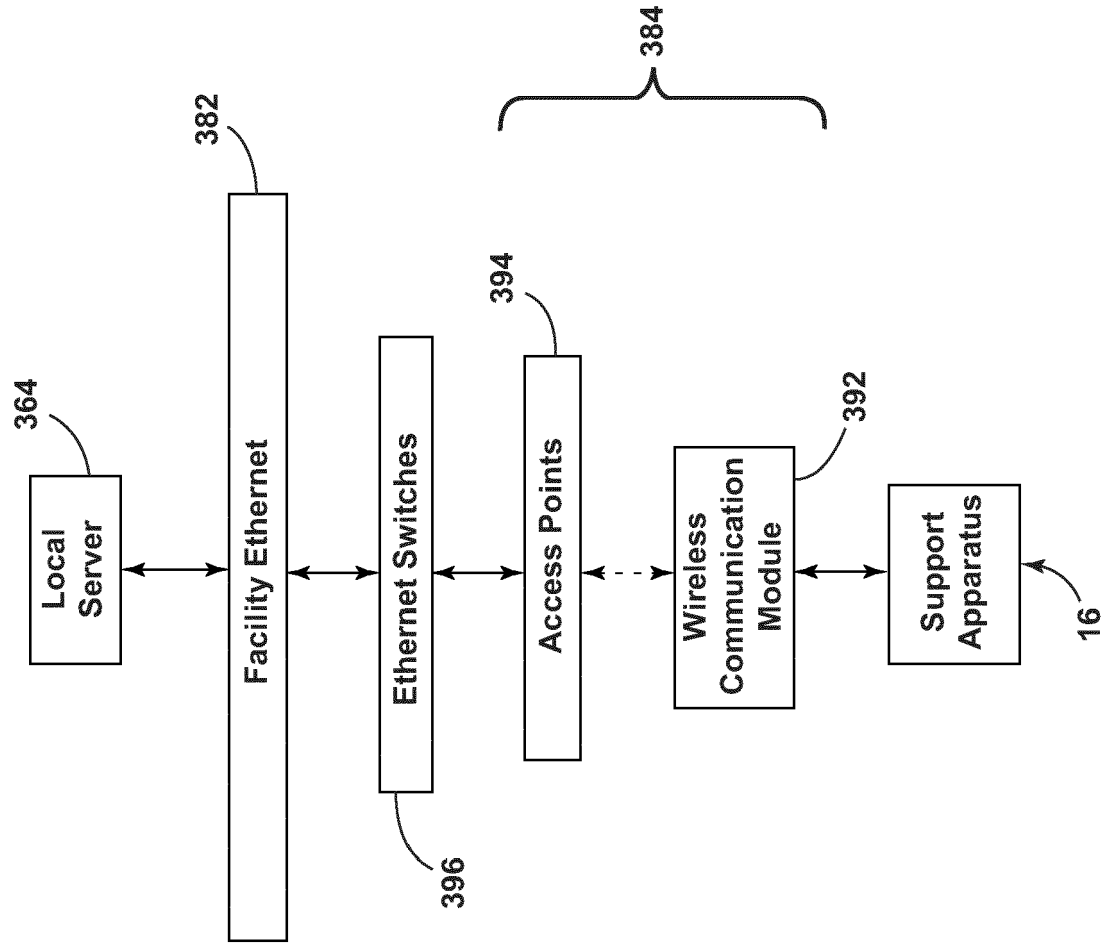 Local
Server
364
Facility Ethernet
382
Ethernet Switches
396
Access Points
394
384
Wireless
Communication
Module
392
Support
Apparatus
16